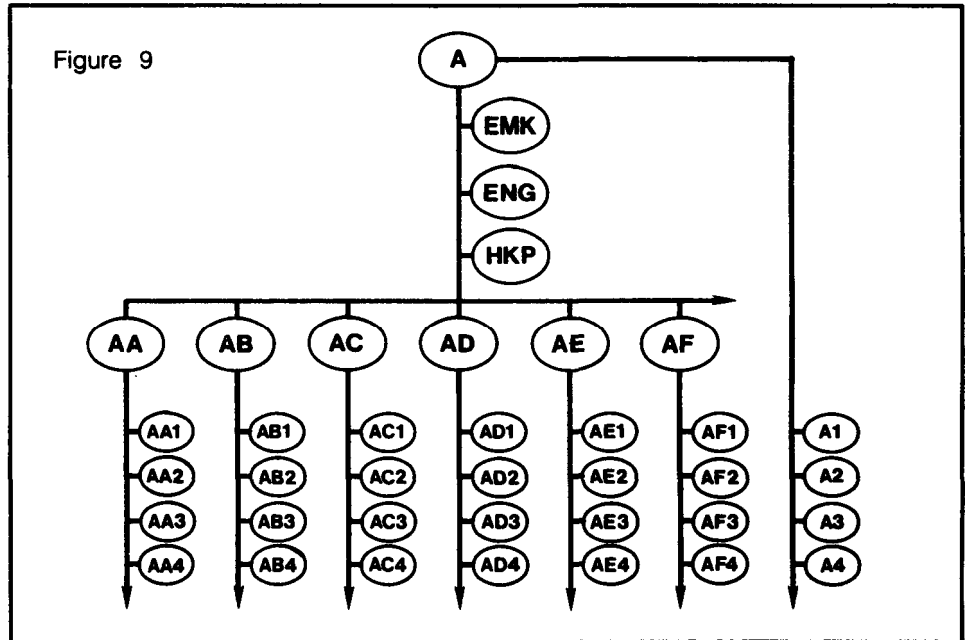 Figure 9
A
EMK
ENG
HKP
AA AB AC AD AE AF
AA1 AB1 AC1 AD1 AE1 AF1 A1
AA2 AB2 AC2 AD2 AE2 AF2 A2
AA3 AB3 AC3 AD3 AE3 AF3 A3
AA4 AB4 AC4 AD4 AE4 AF4 A4